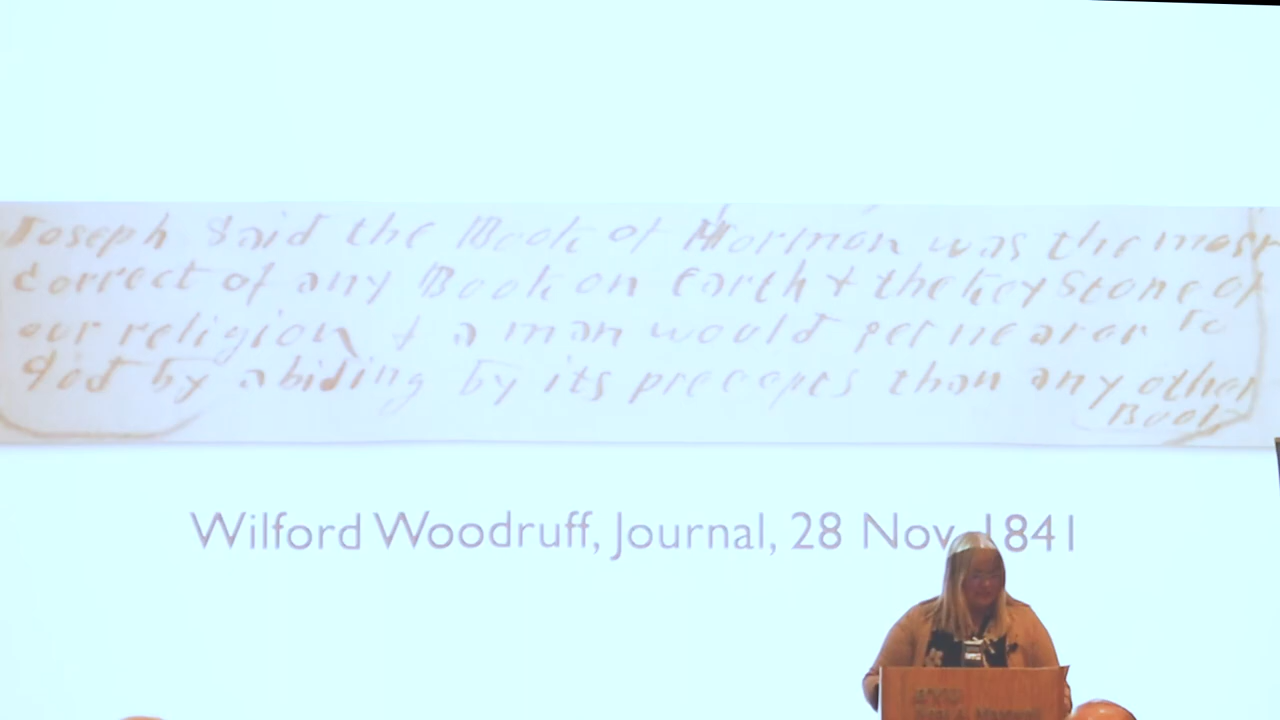 Joseph Said the Book of Mormon was the most
Correct of any Book on Earth & the key Stone of
our religion & a man would get nearer to
God by abiding by its preceepts than any other
Book
Wilford Woodruff, Journal, 28 Nov 1841
BYU